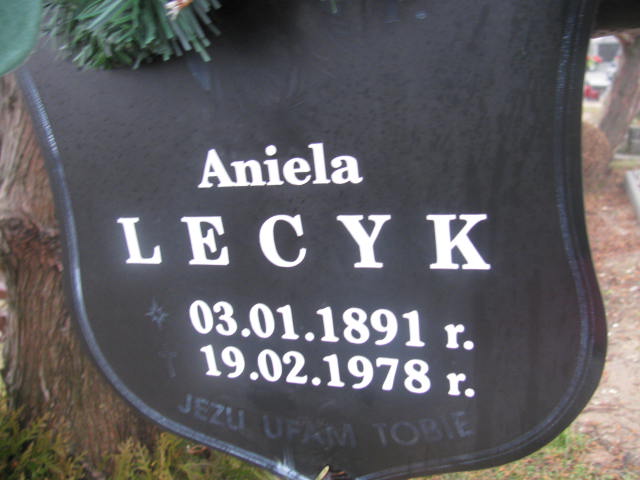 Aniela
LECYK
03.01.1891 r.
19.02.1978 r.
JEZU UFAM TOBIE